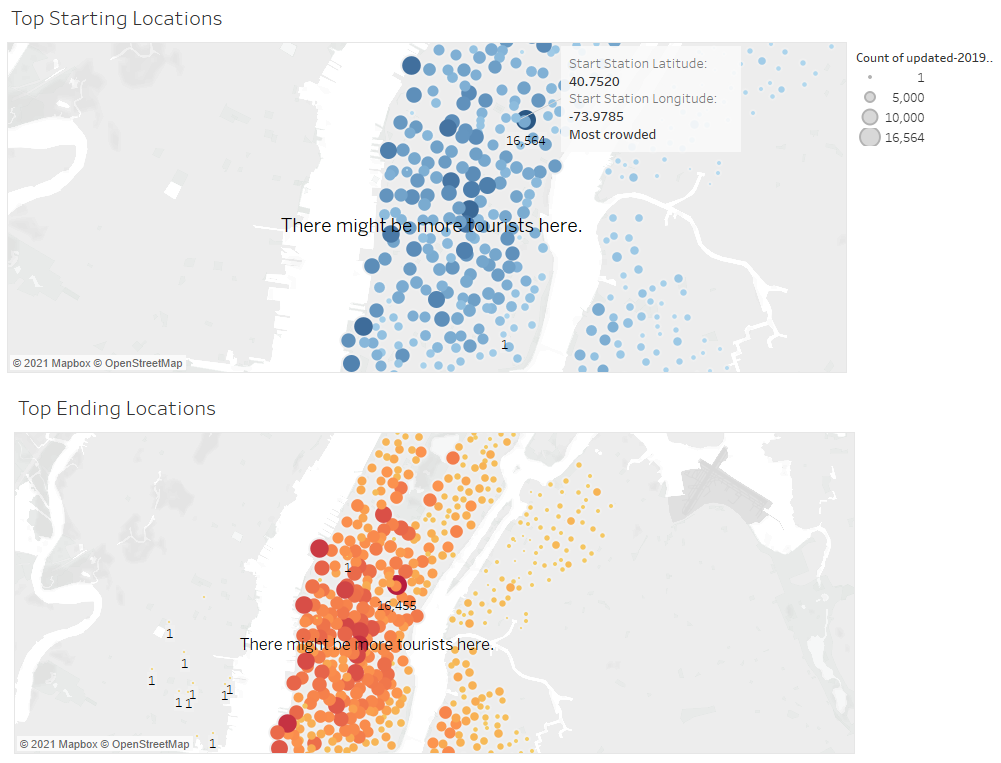 Top Starting Locations
Count of updated-2019..
1
5,000
10,000
16,564
Start Station Latitude:
40.7520
Start Station Longitude:
-73.9785
Most crowded
16,564
There might be more tourists here.
1
© 2021 Mapbox © OpenStreetMap
Top Ending Locations
1
16,455
1
There might be more tourists here.
1
1
1
1
1
1
1
1
© 2021 Mapbox © OpenStreetMap